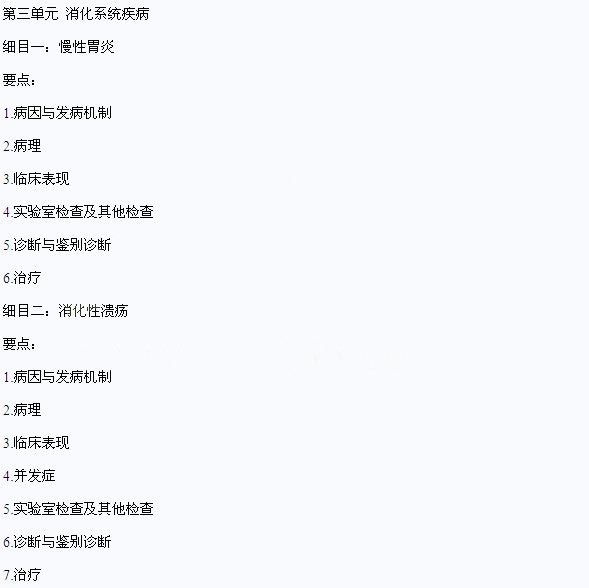 第三单元 消化系统疾病
细目一：慢性胃炎
要点：
1.病因与发病机制
2.病理
3.临床表现
4.实验室检查及其他检查
5.诊断与鉴别诊断
6.治疗
细目二：消化性溃疡
要点：
1.病因与发病机制
2.病理
3.临床表现
4.并发症
5.实验室检查及其他检查
6.诊断与鉴别诊断
7.治疗